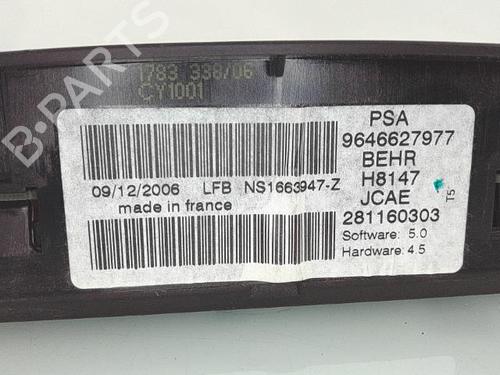 1783 338/06
CY1001
B-PARTS
PSA
9646627977
BEHR
H8147
JCAE
281160303
T5
Software: 5.0
Hardware: 4.5
09/12/2006 LFB NS1663947-Z
made in france